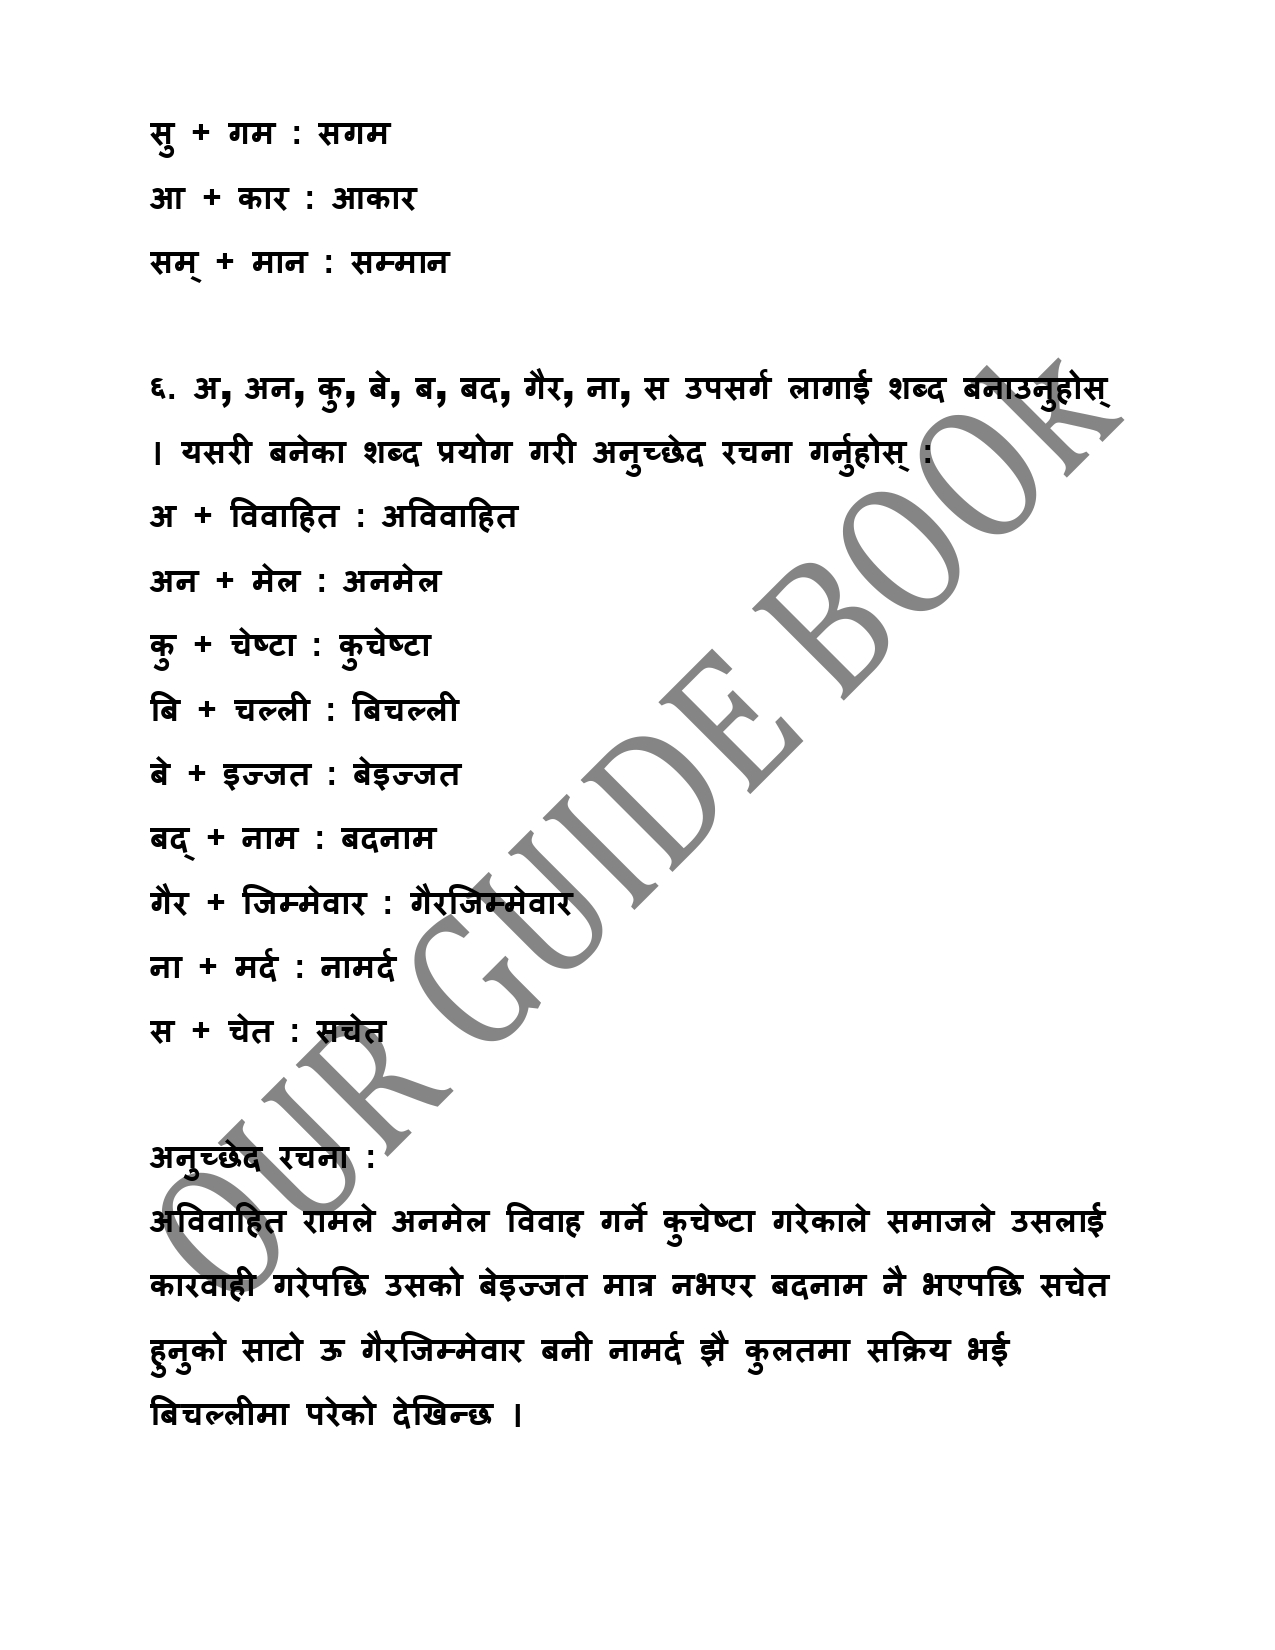 सु + गम : सगम
आ + कार : आकार
सम् + मान : सम्मान
६. अ, अन, कु, बे, ब, बद, गैर, ना, स उपसर्ग लागाई शब्द बनाउनुहोस्
। यसरी बनेका शब्द प्रयोग गरी अनुच्छेद रचना गर्नुहोस् :
अ + विवाहित : अविवाहित
अन + मेल : अनमेल
कु + चेष्टा : कुचेष्टा
बि + चल्ली : बिचल्ली
बे + इज्जत : बेइज्जत
बद् + नाम : बदनाम
गैर + जिम्मेवार : गैरजिम्मेवार
ना + मर्द : नामर्द
स + चेत : सचेत
अनुच्छेद रचना :
अविवाहित रामले अनमेल विवाह गर्ने कुचेष्टा गरेकाले समाजले उसलाई
कारवाही गरेपछि उसको बेइज्जत मात्र नभएर बदनाम नै भएपछि सचेत
हुनुको साटो ऊ गैरजिम्मेवार बनी नामर्द झै कुलतमा सक्रिय भई
बिचल्लीमा परेको देखिन्छ ।
OUR GUIDE BOOK